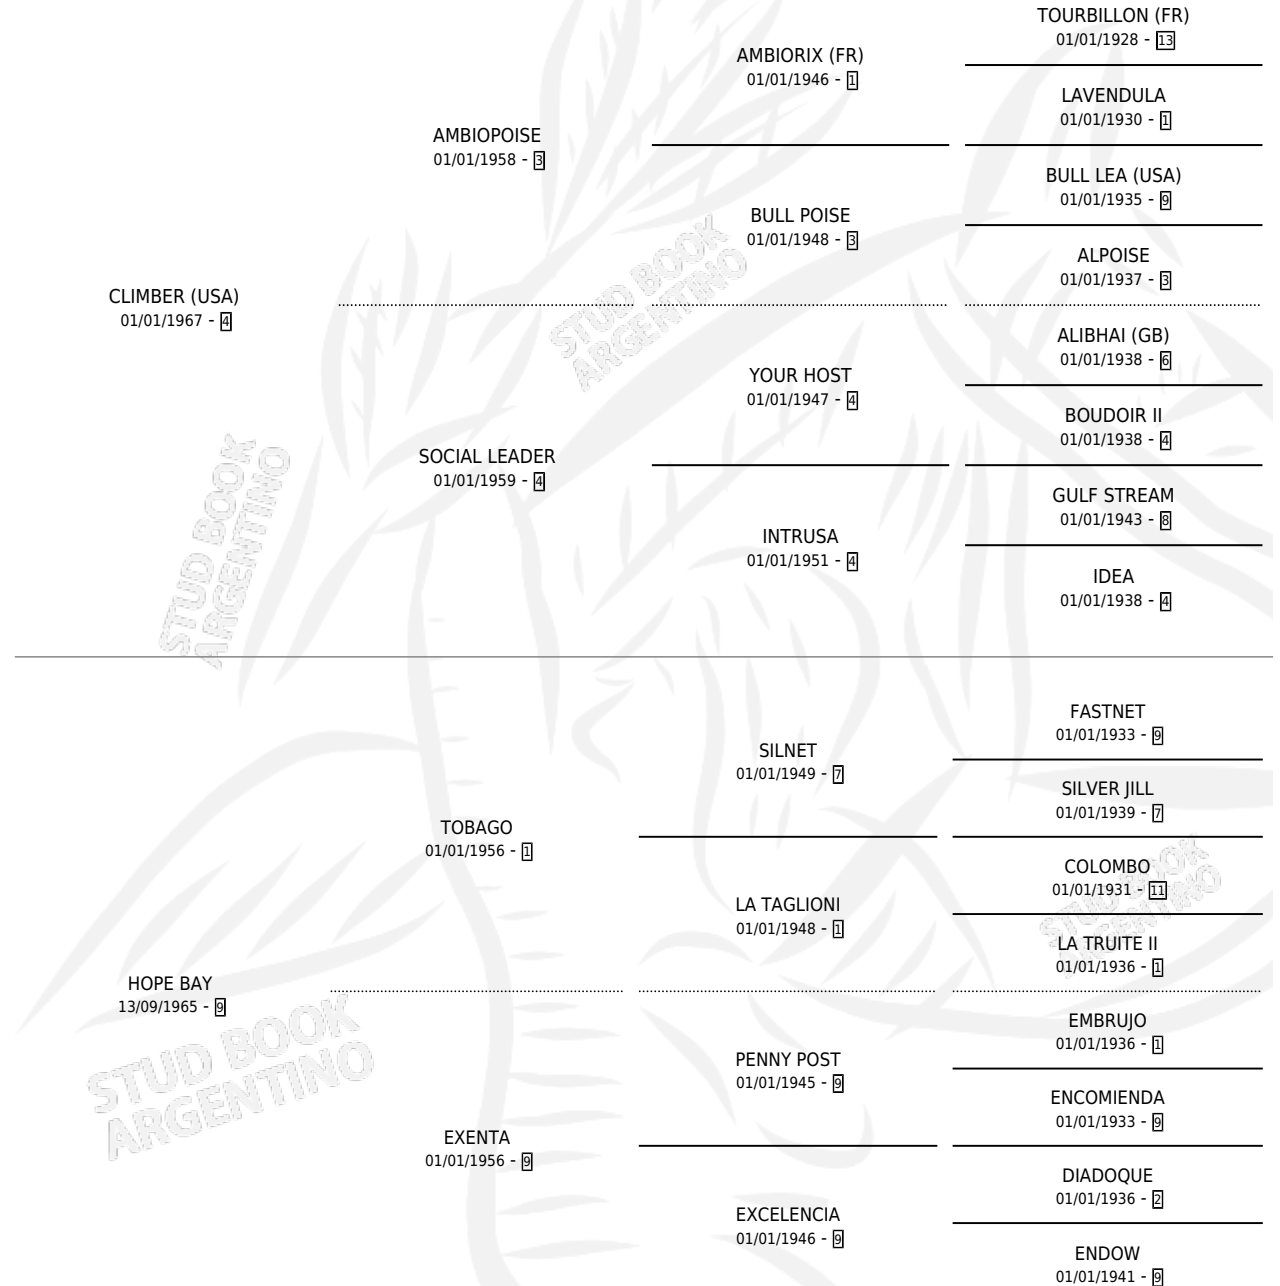 TOURBILLON (FR)
01/01/1928 - 13
AMBIORIX (FR)
01/01/1946 - 1
LAVENDULA
01/01/1930 - 1
AMBIOPOISE
01/01/1958 - 3
BULL LEA (USA)
01/01/1935 - 9
BULL POISE
01/01/1948 - 3
ALPOISE
01/01/1937 - 3
CLIMBER (USA)
01/01/1967 - 4
ALIBHAI (GB)
01/01/1938 - 6
YOUR HOST
01/01/1947 - 4
BOUDOIR II
01/01/1938 - 4
SOCIAL LEADER
01/01/1959 - 4
GULF STREAM
01/01/1943 - 8
INTRUSA
01/01/1951 - 4
IDEA
01/01/1938 - 4
FASTNET
01/01/1933 - 9
SILNET
01/01/1949 - 7
SILVER JILL
01/01/1939 - 7
TOBAGO
01/01/1956 - 1
COLOMBO
01/01/1931 - 11
LA TAGLIONI
01/01/1948 - 1
LA TRUITE II
01/01/1936 - 1
HOPE BAY
13/09/1965 - 9
EMBRUJO
01/01/1936 - 1
PENNY POST
01/01/1945 - 9
ENCOMIENDA
01/01/1933 - 9
EXENTA
01/01/1956 - 9
DIADOQUE
01/01/1936 - 2
EXCELENCIA
01/01/1946 - 9
ENDOW
01/01/1941 - 9
STUD BOOK
ARGENTINO
STUD BOOK
ARGENTINO
STUD BOOK
ARGENTINO
STUD BOOK
ARGENTINO